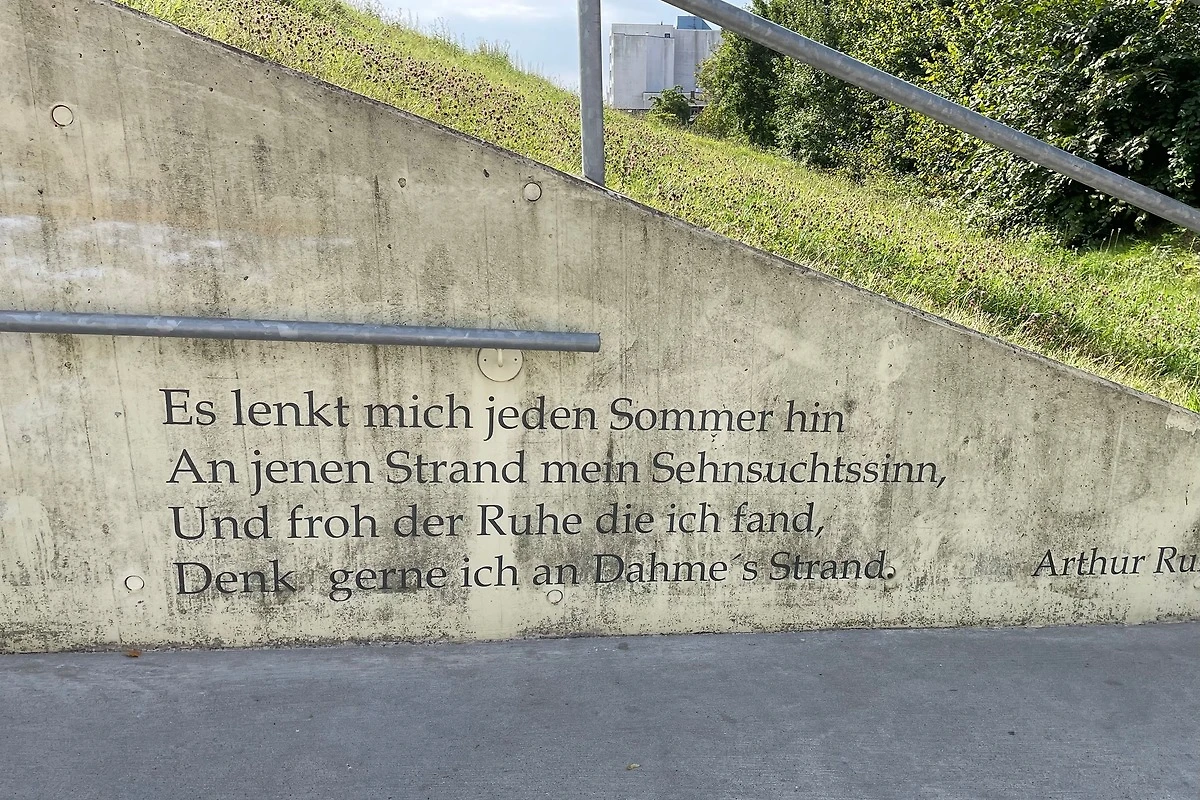 Es lenkt mich jeden Sommer hin
An jenen Strand mein Sehnsuchtssinn,
Und froh der Ruhe die ich fand,
Denk gerne ich an Dahme´s Strand.
Arthur